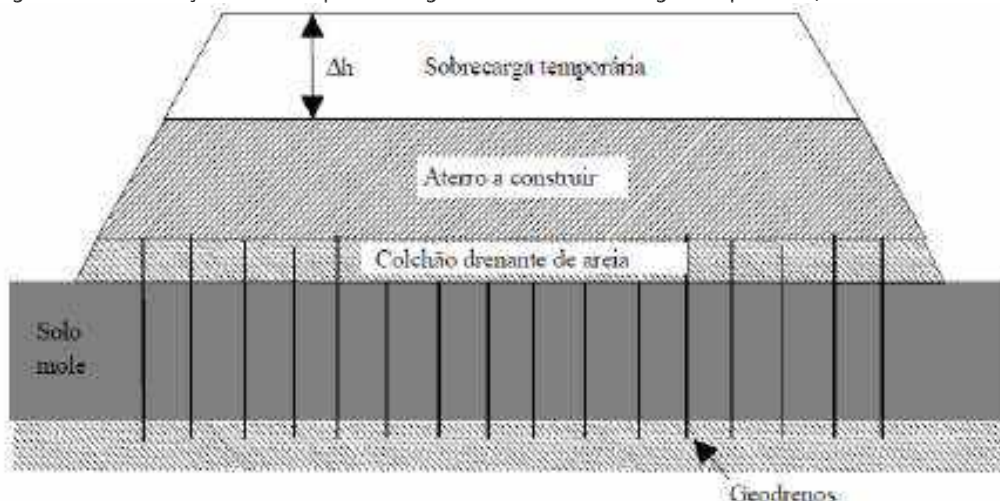 Δh
Sobrecarga temporária
Aterro a construir
Colchão drenante de areia
Solo
mole
Geodrenos